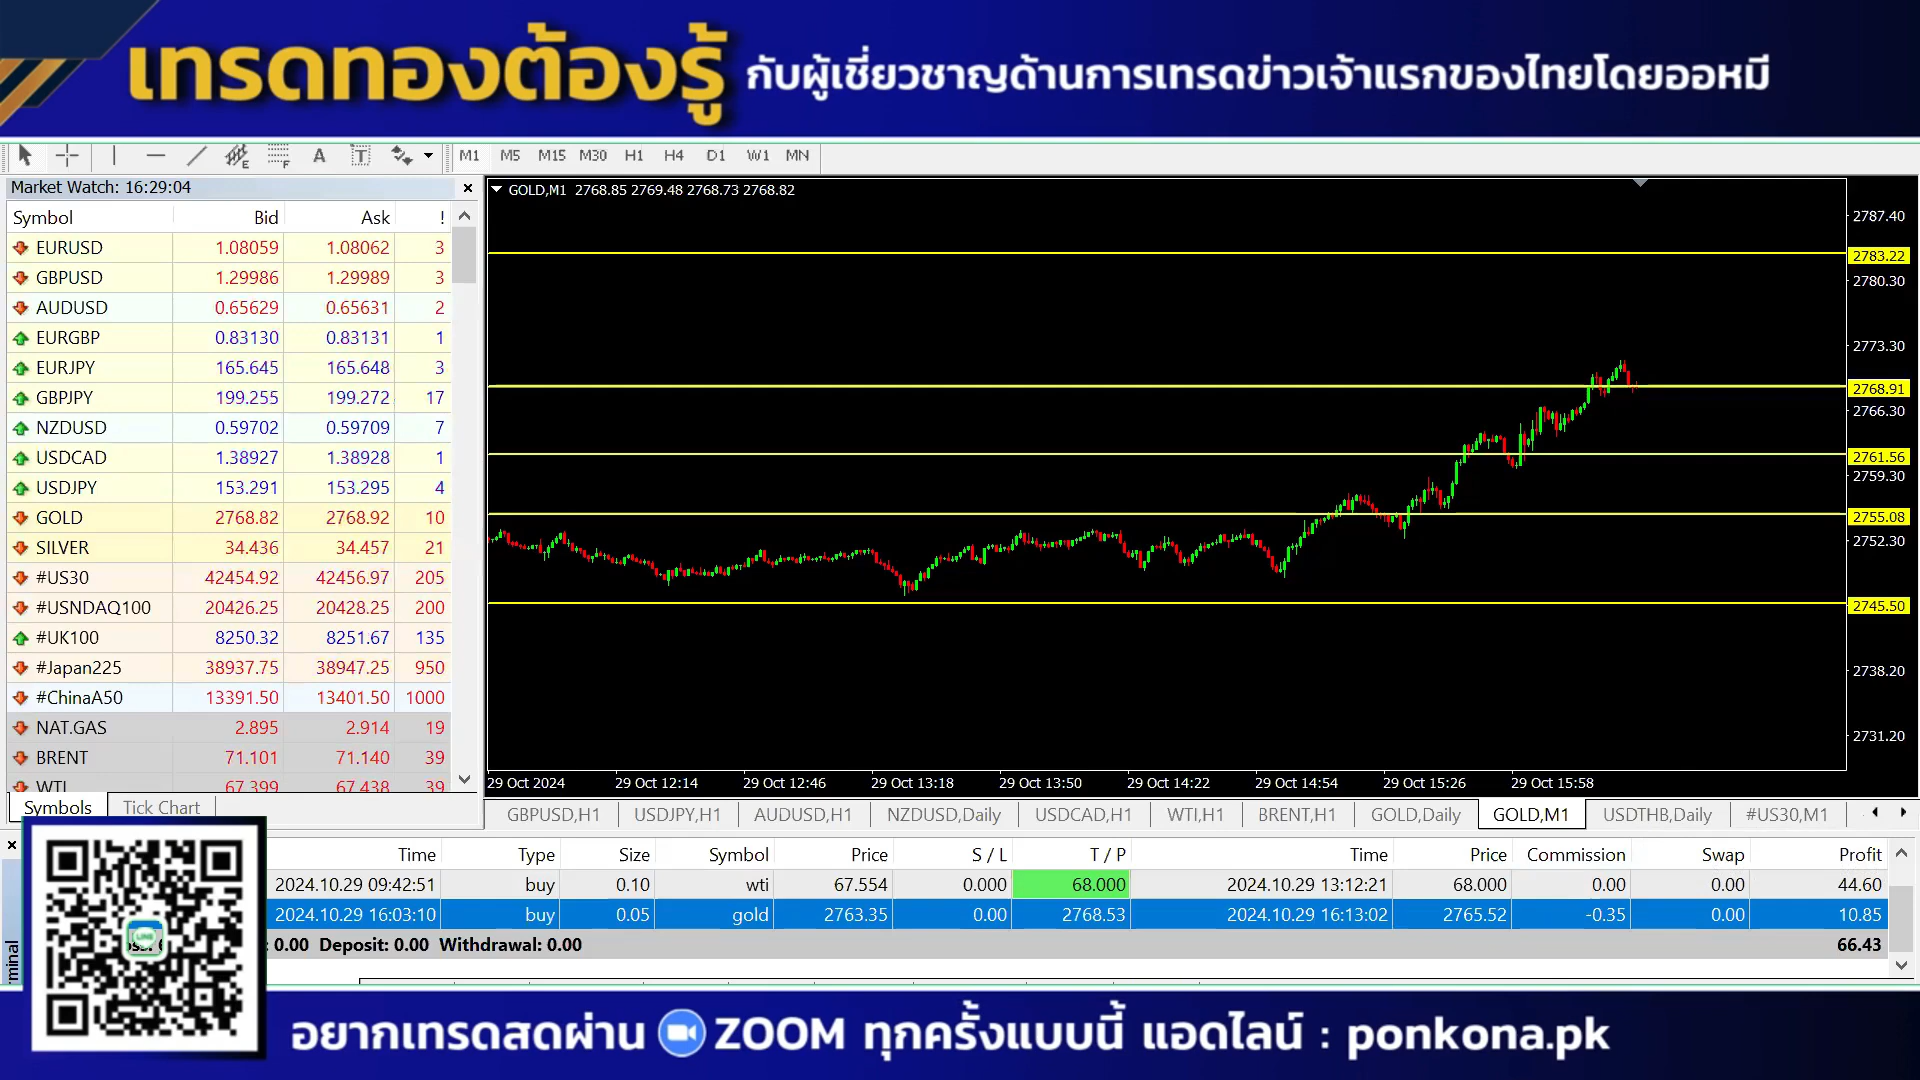 เทรดทองต้องรู้ กับผู้เชี่ยวชาญด้านการเทรดข่าวเจ้าแรกของไทยโดยออหมี
E F A T M1 M5 M15 M30 H1 H4 D1 W1 MN
Market Watch: 16:29:04
Symbol Bid Ask !
EURUSD 1.08059 1.08062 3
GBPUSD 1.29986 1.29989 3
AUDUSD 0.65629 0.65631 2
EURGBP 0.83130 0.83131 1
EURJPY 165.645 165.648 3
GBPJPY 199.255 199.272 17
NZDUSD 0.59702 0.59709 7
USDCAD 1.38927 1.38928 1
USDJPY 153.291 153.295 4
GOLD 2768.82 2768.92 10
SILVER 34.436 34.457 21
#US30 42454.92 42456.97 205
#USNDAQ100 20426.25 20428.25 200
#UK100 8250.32 8251.67 135
#Japan225 38937.75 38947.25 950
#ChinaA50 13391.50 13401.50 1000
NAT.GAS 2.895 2.914 19
BRENT 71.101 71.140 39
WTI 67.399 67.438 39
Symbols Tick Chart
GOLD,M1 2768.85 2769.48 2768.73 2768.82
2787.40
2783.22
2780.30
2773.30
2768.91
2766.30
2761.56
2759.30
2755.08
2752.30
2745.50
2738.20
2731.20
29 Oct 2024 29 Oct 12:14 29 Oct 12:46 29 Oct 13:18 29 Oct 13:50 29 Oct 14:22 29 Oct 14:54 29 Oct 15:26 29 Oct 15:58
GBPUSD,H1 USDJPY,H1 AUDUSD,H1 NZDUSD,Daily USDCAD,H1 WTI,H1 BRENT,H1 GOLD,Daily GOLD,M1 USDTHB,Daily #US30,M1
Time Type Size Symbol Price S / L T / P Time Price Commission Swap Profit
2024.10.29 09:42:51 buy 0.10 wti 67.554 0.000 68.000 2024.10.29 13:12:21 68.000 0.00 0.00 44.60
2024.10.29 16:03:10 buy 0.05 gold 2763.35 0.00 2768.53 2024.10.29 16:13:02 2765.52 -0.35 0.00 10.85
: 0.00 Deposit: 0.00 Withdrawal: 0.00 66.43
LINE
อยากเทรดสดผ่าน ZOOM ทุกครั้งแบบนี้ แอดไลน์ : ponkona.pk